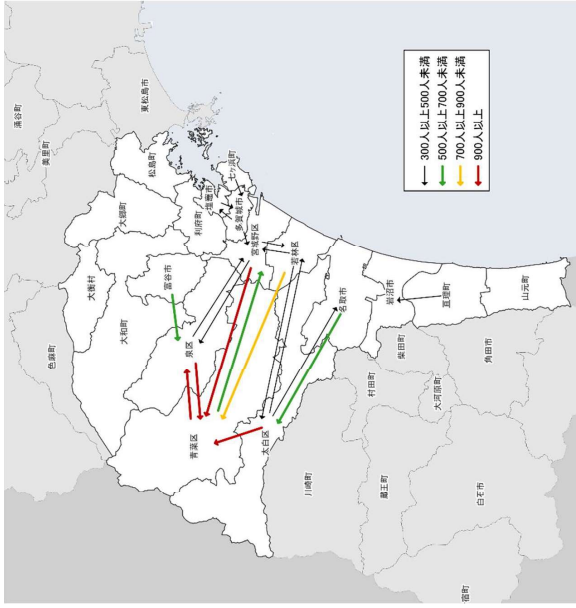 涌谷町
美里町
東松島市
松島町
大郷町
利府町
塩竈市
七ヶ浜町
多賀城市
大衡村
色麻町
大和町
富谷市
宮城野区
若林区
泉区
青葉区
太白区
名取市
岩沼市
亘理町
山元町
柴田町
村田町
大河原町
角田市
川崎町
蔵王町
白石市
宿町
300人以上500人未満
500人以上700人未満
700人以上900人未満
900人以上